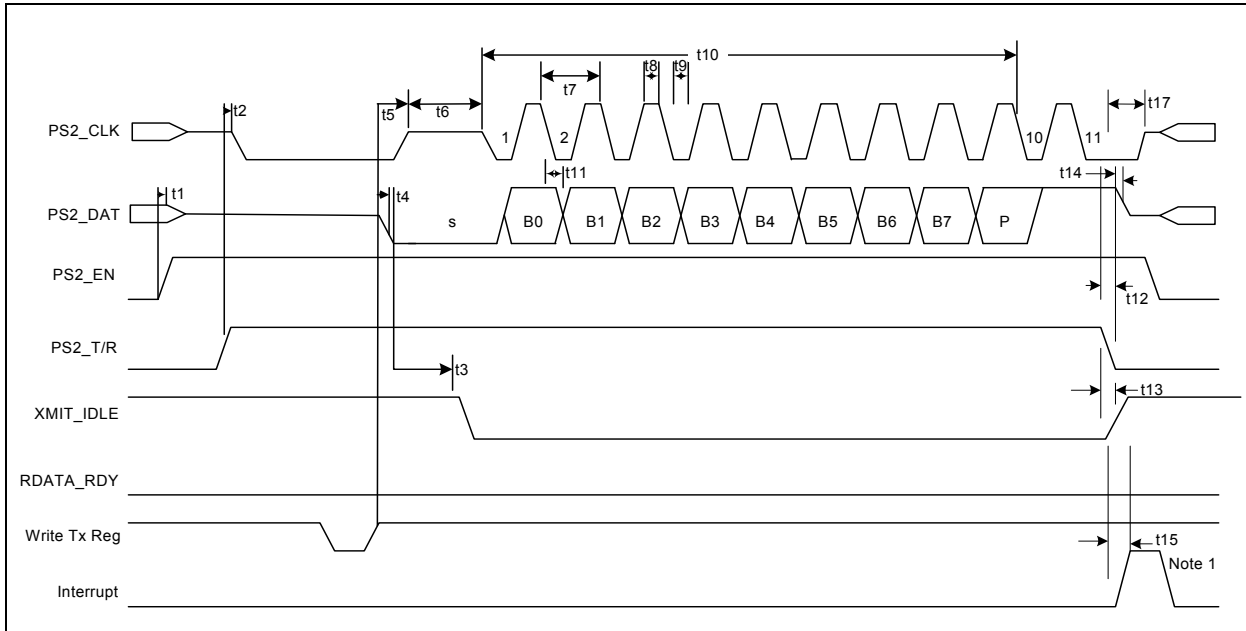 t10
t8
t9
t7
t2
t5
t6
t17
PS2_CLK
1
2
10
11
t11
t14
t1
t4
PS2_DAT
s
B0
B1
B2
B3
B4
B5
B6
B7
P
PS2_EN
t12
PS2_T/R
t3
t13
XMIT_IDLE
RDATA_RDY
Write Tx Reg
t15
Note 1
Interrupt